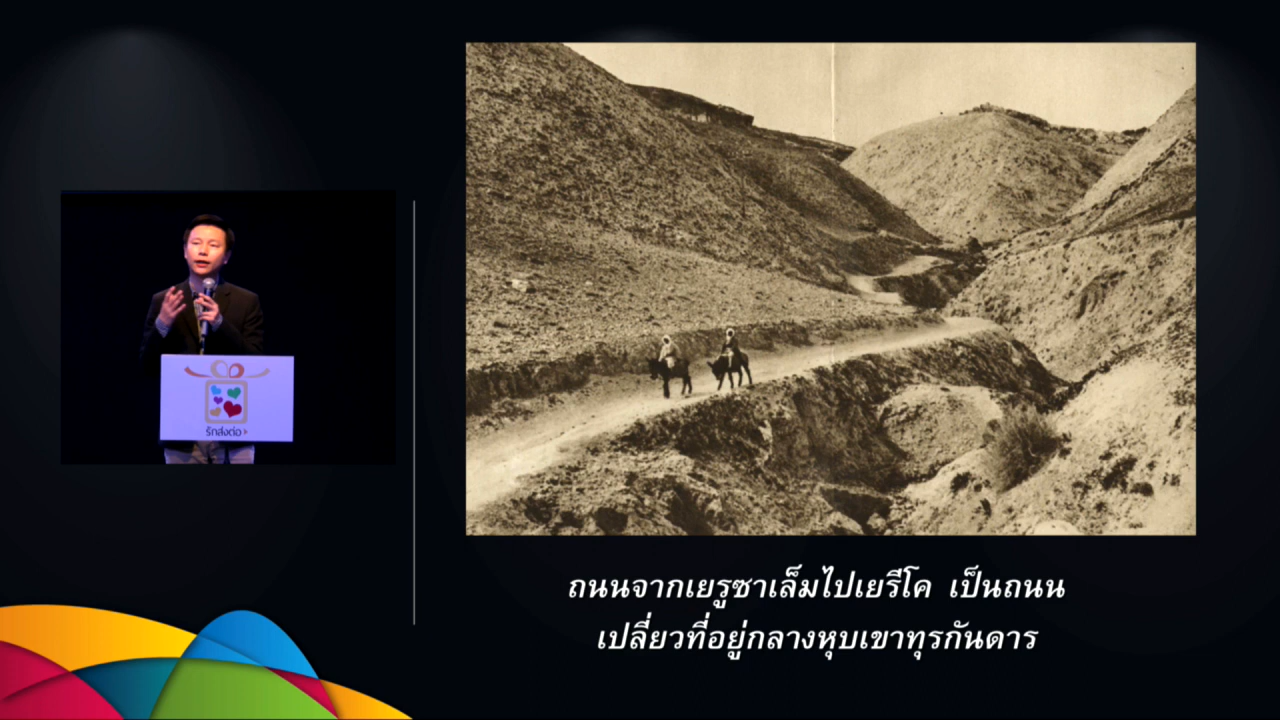 รักส่งต่อ
ถนนจากเยรูซาเล็มไปเยรีโค เป็นถนน
เปลี่ยวที่อยู่กลางหุบเขาทุรกันดาร